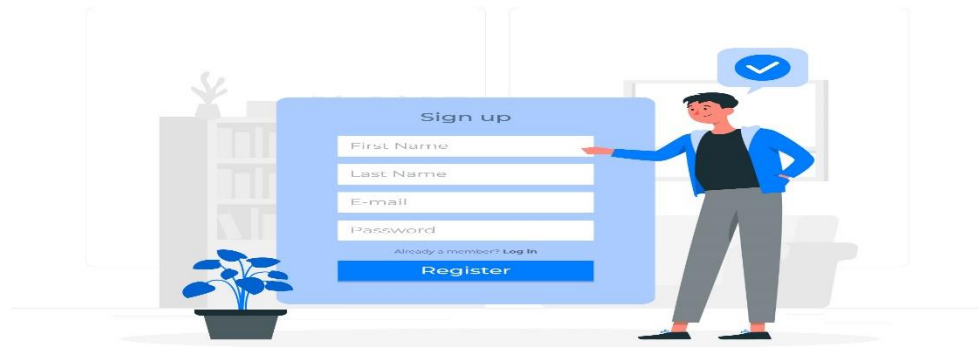 Sign up
First Name
Last Name
E-mail
Password
Already a member? Log in
Register